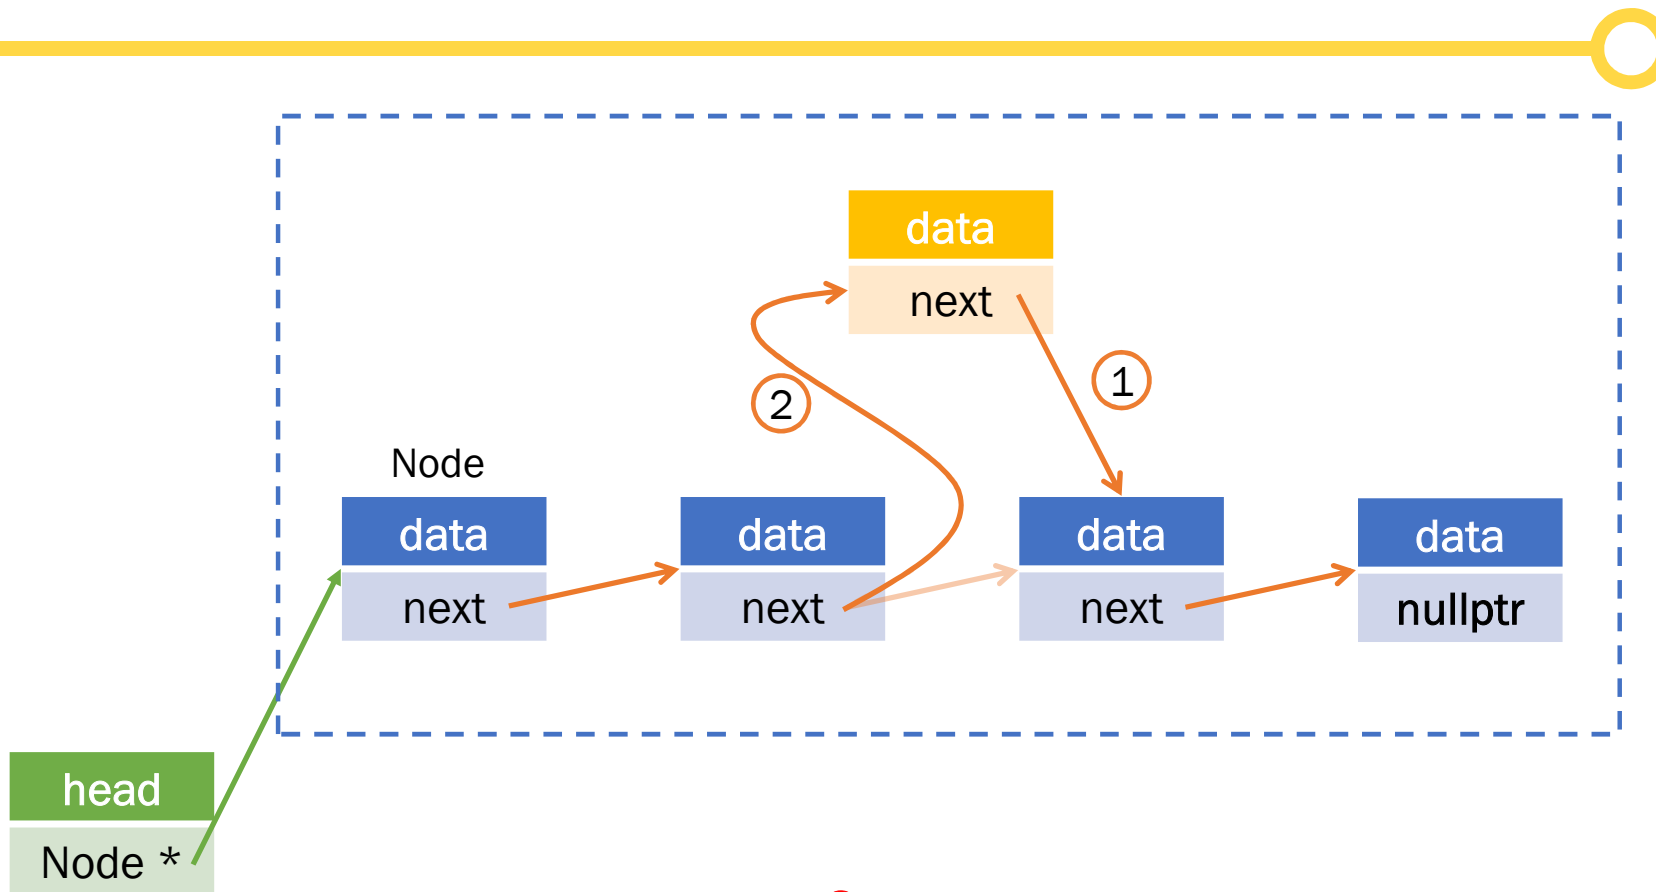 data
next
1
2
Node
data
next
data
next
data
next
data
nullptr
head
Node *